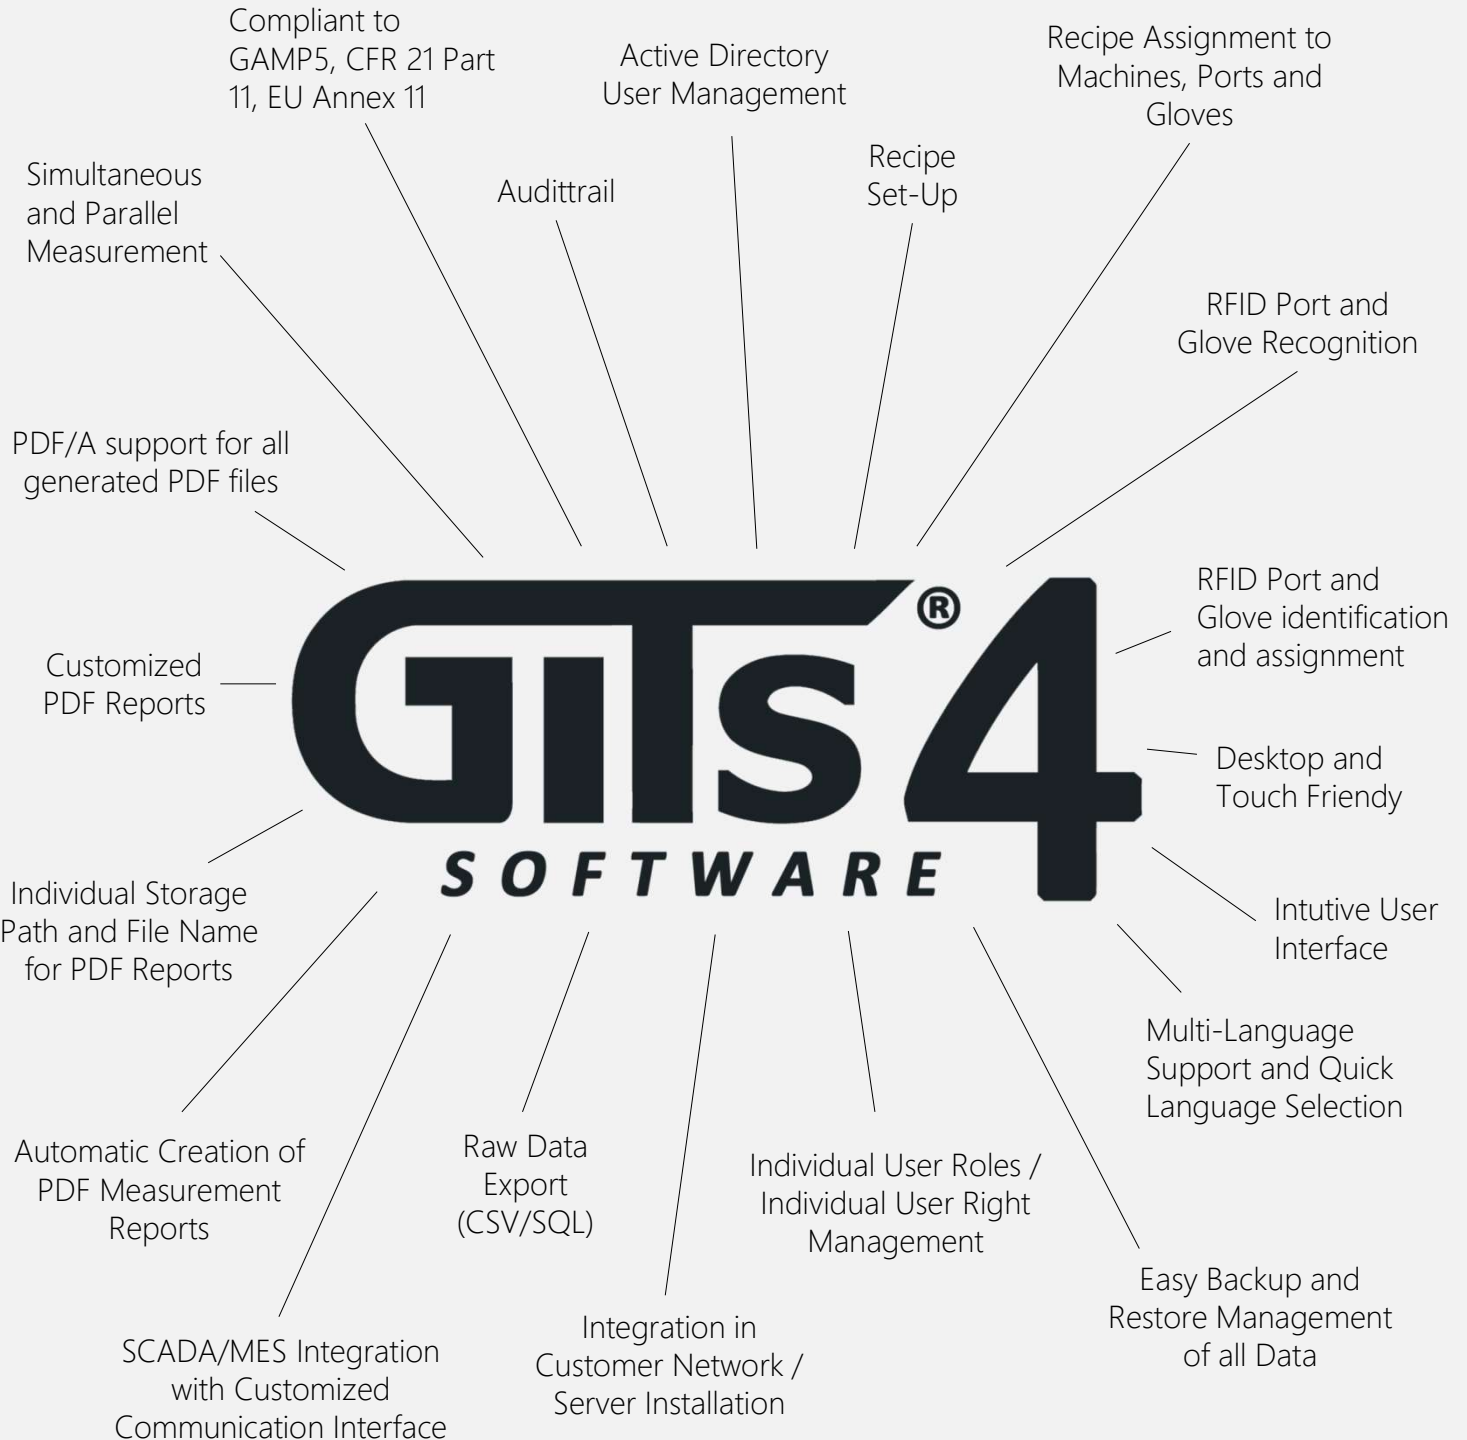 Compliant to
GAMP5, CFR 21 Part
11, EU Annex 11
Active Directory
User Management
Recipe Assignment to
Machines, Ports and
Gloves
Simultaneous
and Parallel
Measurement
Audittrail
Recipe
Set-Up
RFID Port and
Glove Recognition
PDF/A support for all
generated PDF files
GITS®4
SOFTWARE
RFID Port and
Glove identification
and assignment
Customized
PDF Reports
Desktop and
Touch Friendy
Individual Storage
Path and File Name
for PDF Reports
Intutive User
Interface
Multi-Language
Support and Quick
Language Selection
Automatic Creation of
PDF Measurement
Reports
Raw Data
Export
(CSV/SQL)
Individual User Roles /
Individual User Right
Management
Easy Backup and
Restore Management
of all Data
SCADA/MES Integration
with Customized
Communication Interface
Integration in
Customer Network /
Server Installation